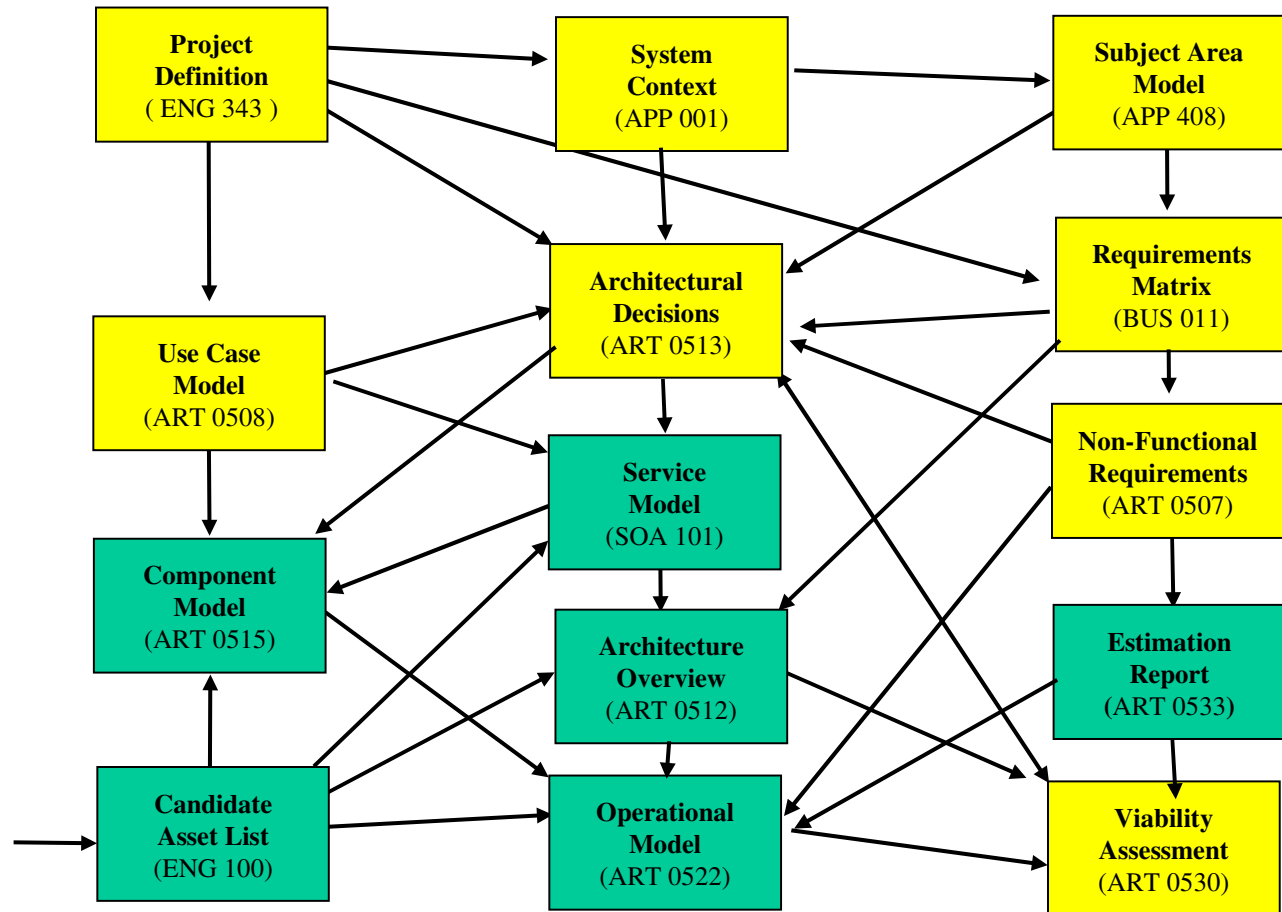 Project
Definition
( ENG 343 )
System
Context
(APP 001)
Subject Area
Model
(APP 408)
Architectural
Decisions
(ART 0513)
Requirements
Matrix
(BUS 011)
Use Case
Model
(ART 0508)
Service
Model
(SOA 101)
Non-Functional
Requirements
(ART 0507)
Component
Model
(ART 0515)
Architecture
Overview
(ART 0512)
Estimation
Report
(ART 0533)
Candidate
Asset List
(ENG 100)
Operational
Model
(ART 0522)
Viability
Assessment
(ART 0530)